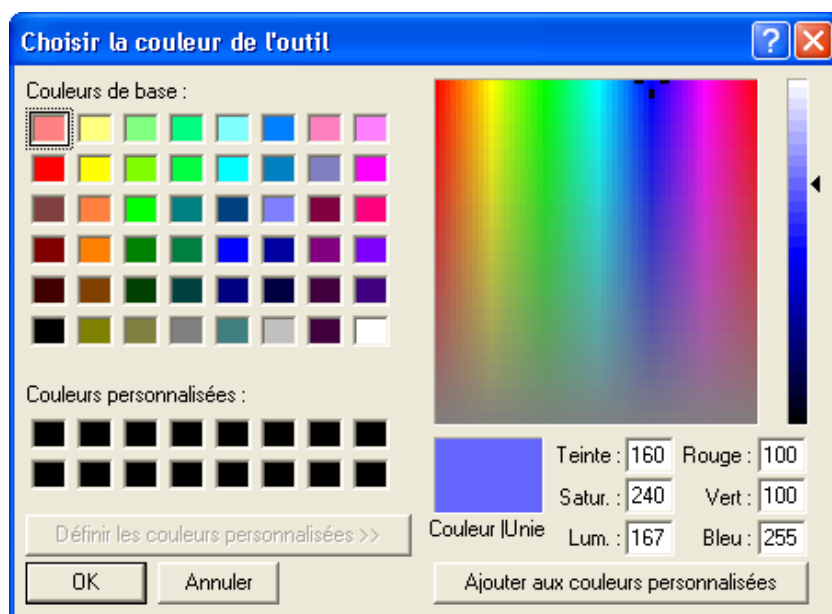 Choisir la couleur de l'outil
Couleurs de base :
Couleurs personnalisées :
Définir les couleurs personnalisées >>
OK
Annuler
Couleur |Unie
Teinte : 160
Rouge : 100
Satur. : 240
Vert : 100
Lum. : 167
Bleu : 255
Ajouter aux couleurs personnalisées